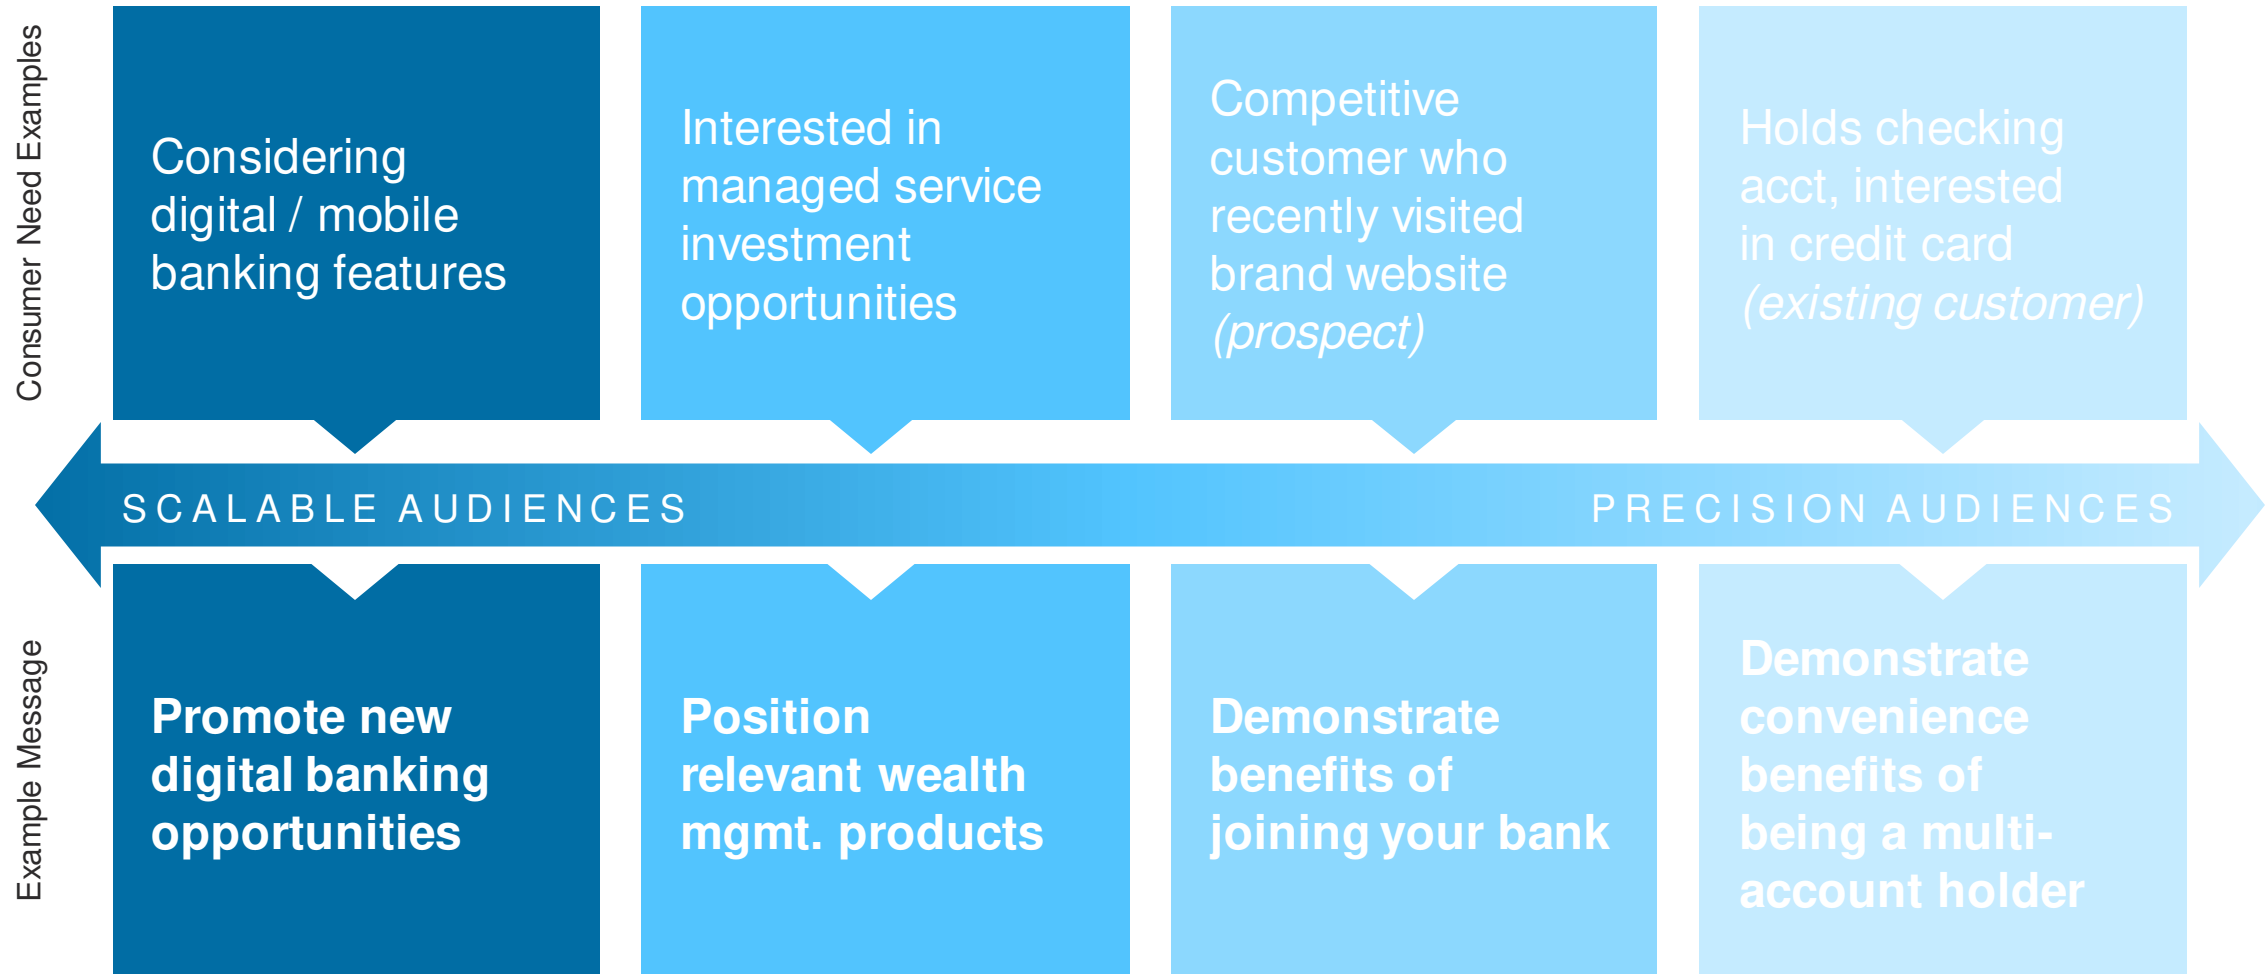 Consumer Need Examples
Considering
digital / mobile
banking features
Interested in
managed service
investment
opportunities
Competitive
customer who
recently visited
brand website
(prospect)
Holds checking
acct, interested
in credit card
(existing customer)
SCALABLE AUDIENCES
PRECISION AUDIENCES
Example Message
Promote new
digital banking
opportunities
Position
relevant wealth
mgmt. products
Demonstrate
benefits of
joining your bank
Demonstrate
convenience
benefits of
being a multi-
account holder